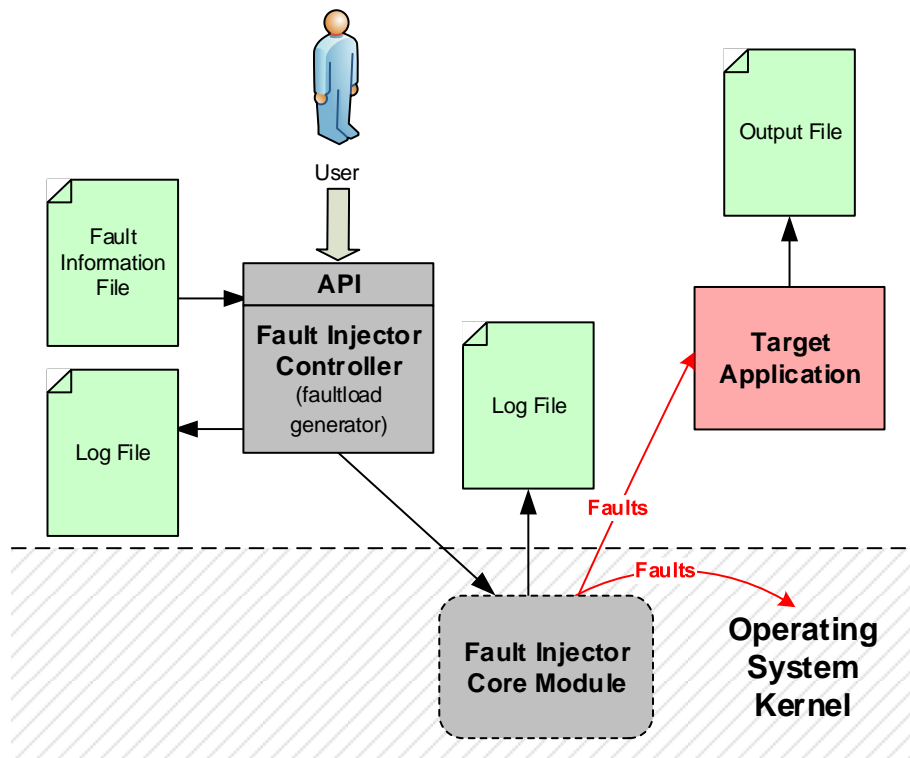 User
Fault
Information
File
API
Fault Injector
Controller
(faultload
generator)
Log File
Log File
Output File
Target
Application
Faults
Faults
Fault Injector
Core Module
Operating
System
Kernel